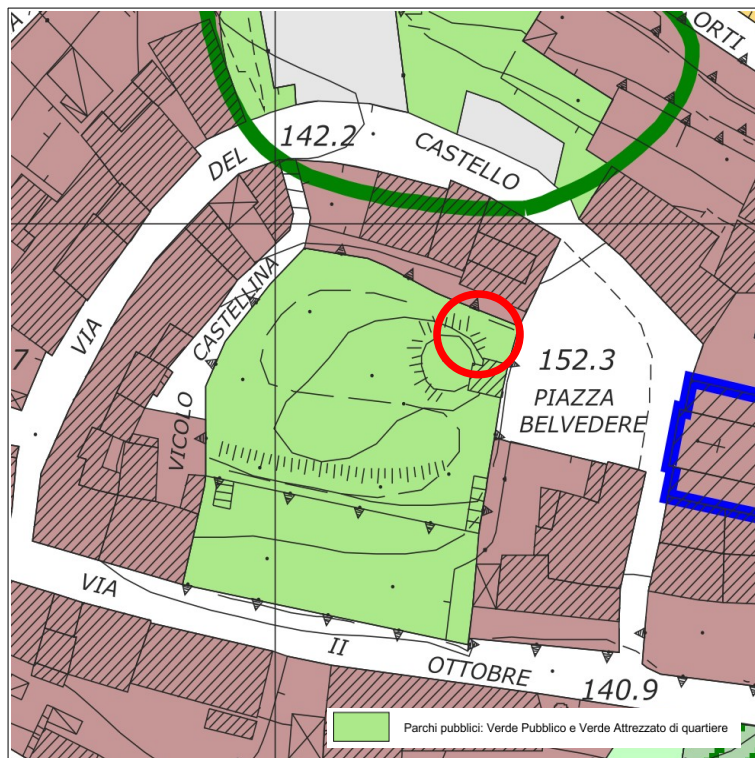 ORTI
142.2
DEL
CASTELLO
VIA
VICOLO
CASTELLINA
7
152.3
PIAZZA
BELVEDERE
VIA
II
OTTOBRE
140.9
Parchi pubblici: Verde Pubblico e Verde Attrezzato di quartiere